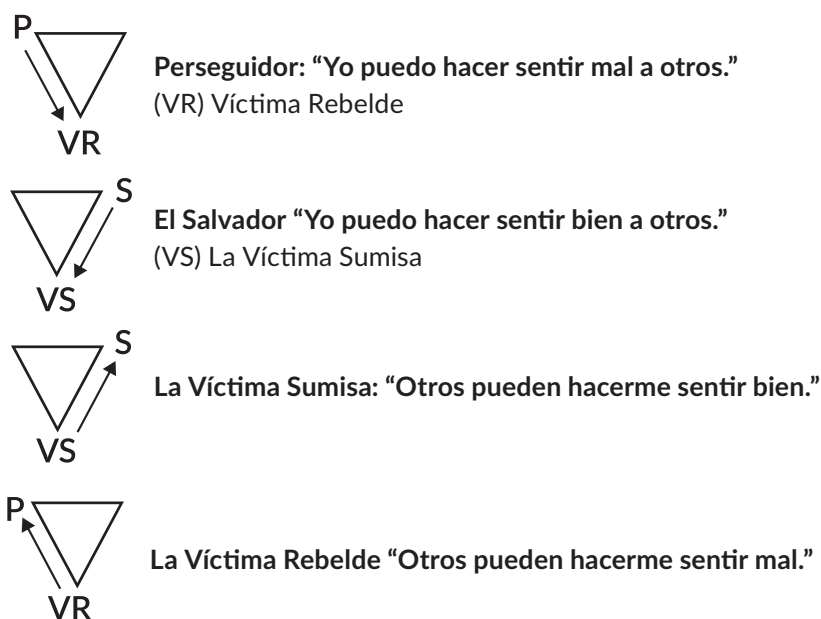 P
Perseguidor: “Yo puedo hacer sentir mal a otros.”
(VR) Víctima Rebelde
VR
S
El Salvador “Yo puedo hacer sentir bien a otros.”
(VS) La Víctima Sumisa
VS
S
La Víctima Sumisa: “Otros pueden hacerme sentir bien.”
VS
P
La Víctima Rebelde “Otros pueden hacerme sentir mal.”
VR